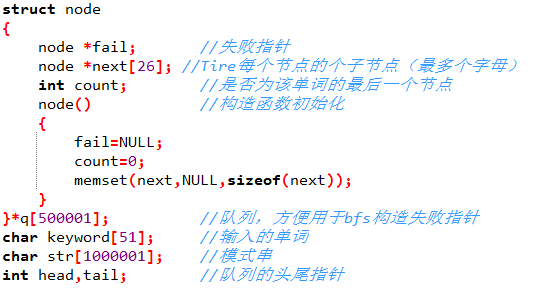 struct node
{
node *fail; //失败指针
node *next[26]; //Tire每个节点的个子节点（最多个字母）
int count; //是否为该单词的最后一个节点
node() //构造函数初始化
{
fail=NULL;
count=0;
memset(next,NULL,sizeof(next));
}
}*q[500001]; //队列，方便用于bfs构造失败指针
char keyword[51]; //输入的单词
char str[1000001]; //模式串
int head,tail; //队列的头尾指针